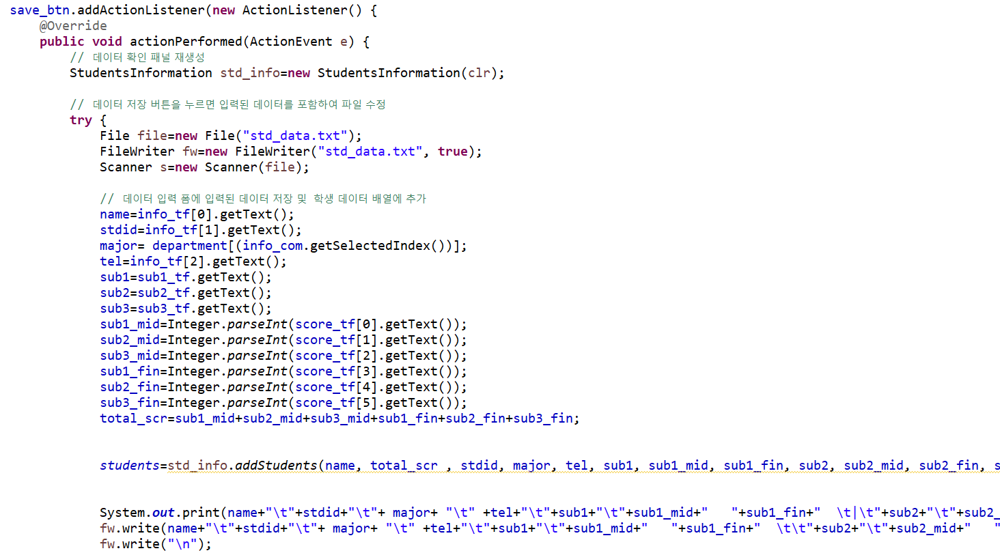 save_btn.addActionListener(new ActionListener() {
    @Override
    public void actionPerformed(ActionEvent e) {
        // 데이터 확인 패널 재생성
        StudentsInformation std_info=new StudentsInformation(clr);

        // 데이터 저장 버튼을 누르면 입력된 데이터를 포함하여 파일 수정
        try {
            File file=new File("std_data.txt");
            FileWriter fw=new FileWriter("std_data.txt", true);
            Scanner s=new Scanner(file);

            // 데이터 입력 폼에 입력된 데이터 저장 및 학생 데이터 배열에 추가
            name=info_tf[0].getText();
            stdid=info_tf[1].getText();
            major= department[(info_com.getSelectedIndex())];
            tel=info_tf[2].getText();
            sub1=sub1_tf.getText();
            sub2=sub2_tf.getText();
            sub3=sub3_tf.getText();
            sub1_mid=Integer.parseInt(score_tf[0].getText());
            sub2_mid=Integer.parseInt(score_tf[1].getText());
            sub3_mid=Integer.parseInt(score_tf[2].getText());
            sub1_fin=Integer.parseInt(score_tf[3].getText());
            sub2_fin=Integer.parseInt(score_tf[4].getText());
            sub3_fin=Integer.parseInt(score_tf[5].getText());
            total_scr=sub1_mid+sub2_mid+sub3_mid+sub1_fin+sub2_fin+sub3_fin;

            students=std_info.addStudents(name, total_scr , stdid, major, tel, sub1, sub1_mid, sub1_fin, sub2, sub2_mid, sub2_fin, s

            System.out.print(name+"\t"+stdid+"\t"+ major+ "\t" +tel+"\t"+sub1+"\t"+sub1_mid+"   "+sub1_fin+"  \t|\t"+sub2+"\t"+sub2_
            fw.write(name+"\t"+stdid+"\t"+ major+ "\t" +tel+"\t"+sub1+"\t"+sub1_mid+"   "+sub1_fin+"  \t\t"+sub2+"\t"+sub2_mid+"   "
            fw.write("\n");